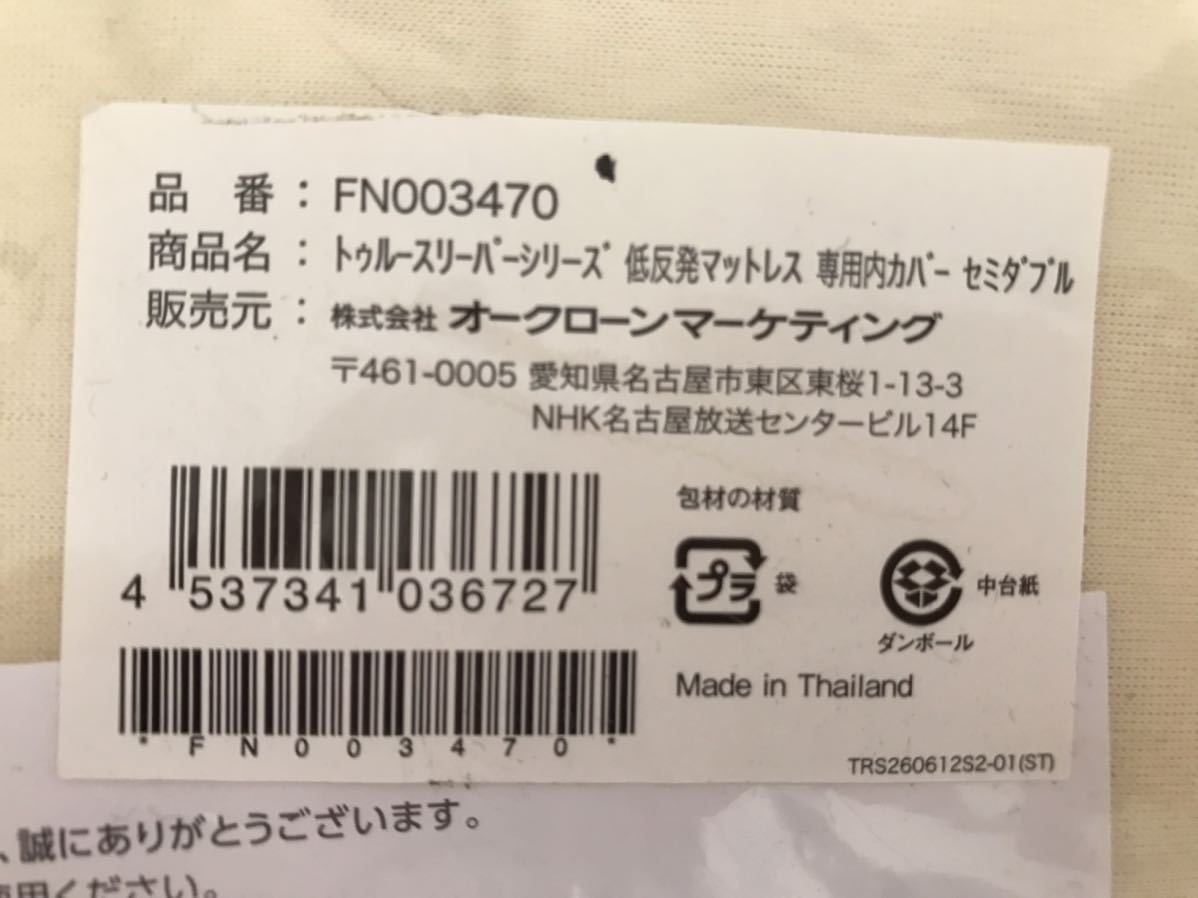 品　番：FN003470
商品名：ﾄｩﾙｰｽﾘｰﾊﾟｰｼﾘｰｽﾞ 低反発マットレス 専用内ｶﾊﾞｰ ｾﾐﾀﾞﾌﾞﾙ
販売元：株式会社 オークローンマーケティング
〒461-0005 愛知県名古屋市東区東桜1-13-3
NHK名古屋放送センタービル14F
4 537341 036727
*FN003470*
包材の材質
プラ 袋
中台紙
ダンボール
Made in Thailand
TRS260612S2-01(ST)
、誠にありがとうございます。
使用ください)。